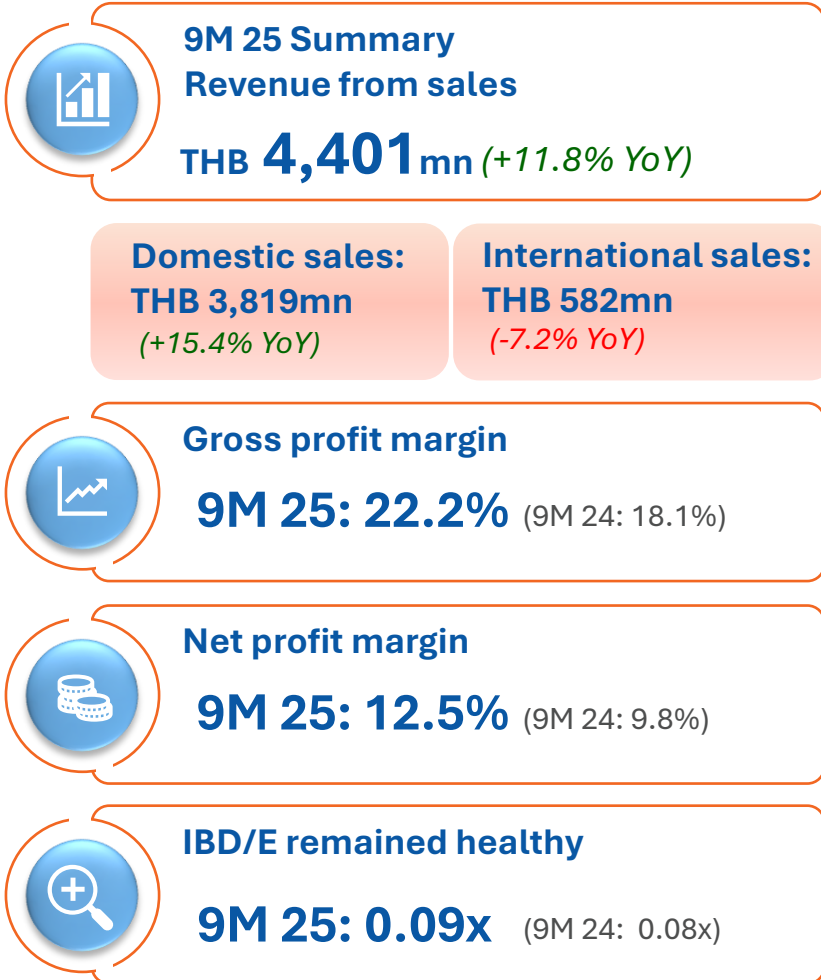 9M 25 Summary
Revenue from sales
THB 4,401mn (+11.8% YoY)
Domestic sales:
THB 3,819mn
(+15.4% YoY)
International sales:
THB 582mn
(-7.2% YoY)
Gross profit margin
9M 25: 22.2% (9M 24: 18.1%)
Net profit margin
9M 25: 12.5% (9M 24: 9.8%)
IBD/E remained healthy
9M 25: 0.09x (9M 24: 0.08x)